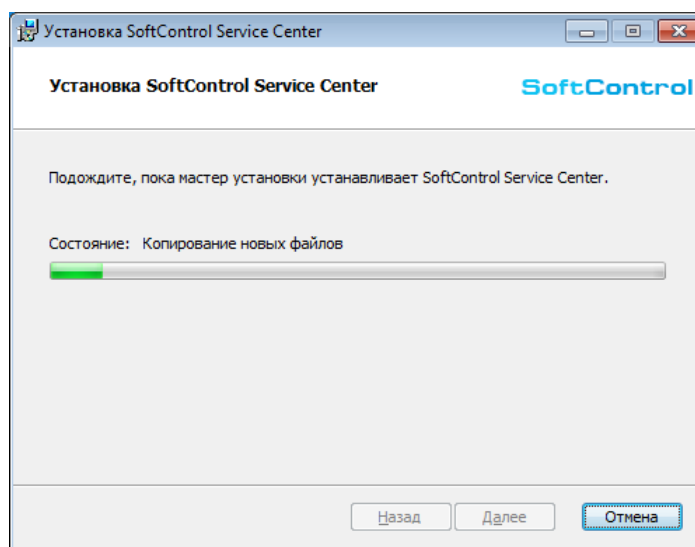 Установка SoftControl Service Center
Установка SoftControl Service Center
SoftControl
Подождите, пока мастер установки устанавливает SoftControl Service Center.
Состояние: Копирование новых файлов
Назад
Далее
Отмена